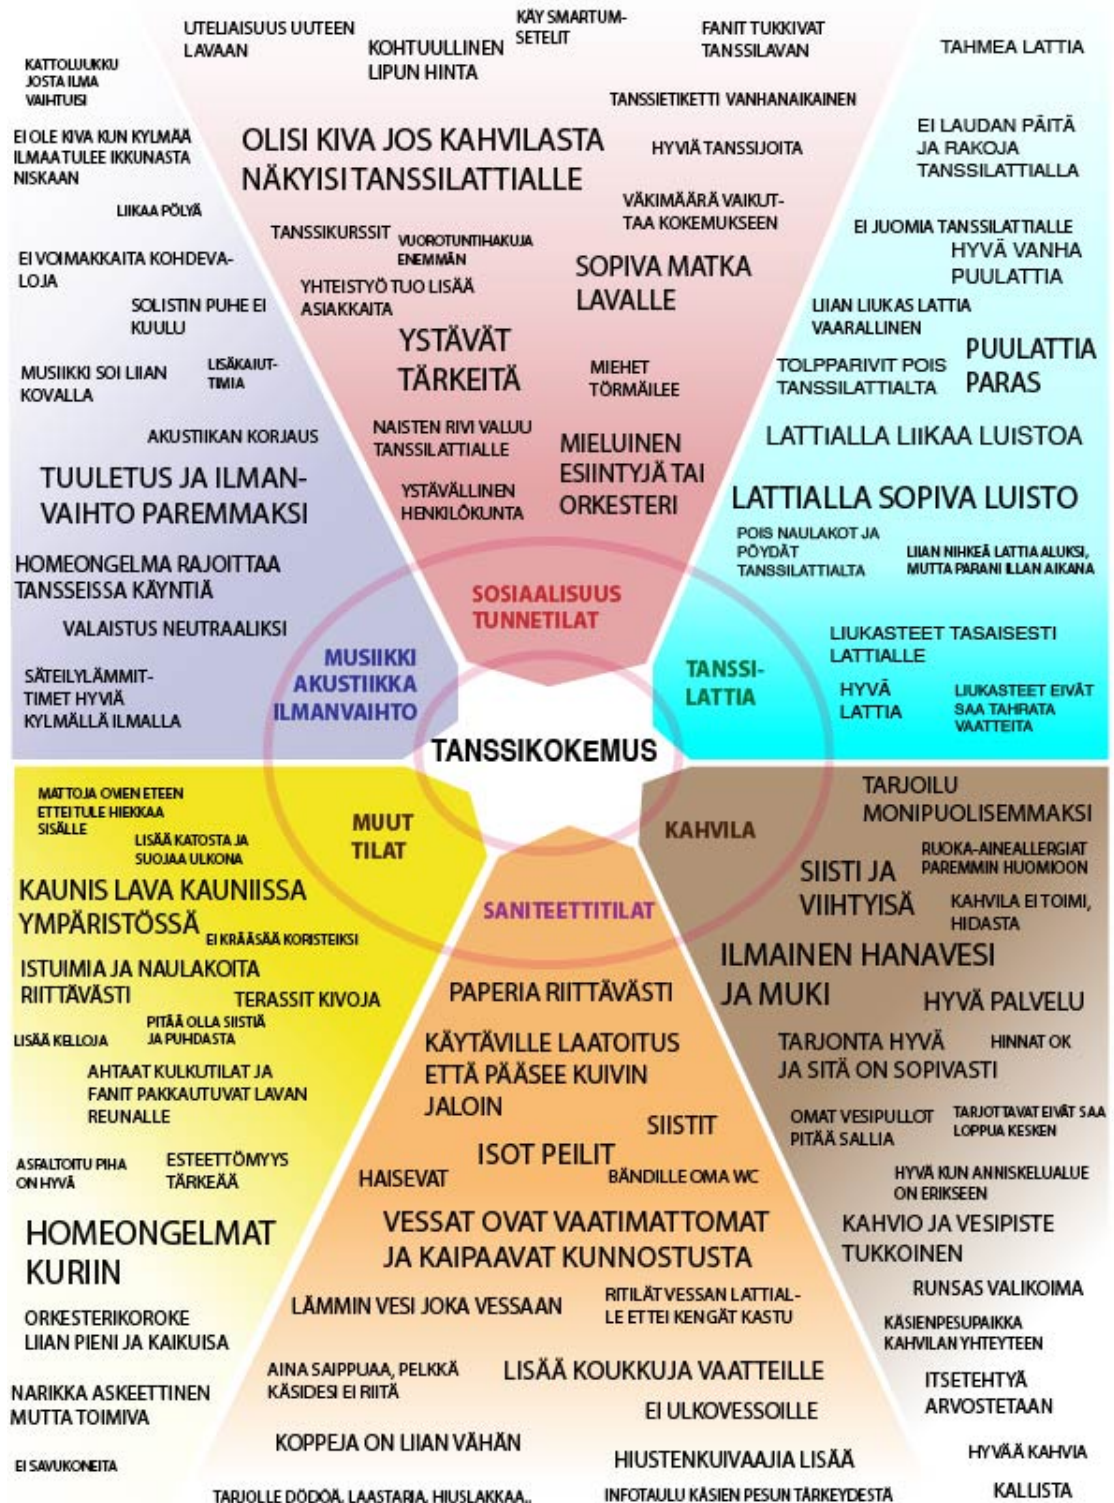 UTELIAISUUS UUTEEN
LAVAAN
KOHTUULLINEN
LIPUN HINTA
KÄY SMARTUM-
SETELIT
FANIT TUKKIVAT
TANSSILAVAN
TANSSIETIKETTI VANHANAIKAINEN
OLISI KIVA JOS KAHVILASTA
NÄKYISI TANSSILATTIALLE
HYVIÄ TANSSIJOITA
VÄKIMÄÄRÄ VAIKUT-
TAA KOKEMUKSEEN
TANSSIKURSSIT
VUOROTUNTIHAKUJA
ENEMMÄN
YHTEISTYÖ TUO LISÄÄ
ASIAKKAITA
SOPIVA MATKA
LAVALLE
YSTÄVÄT
TÄRKEITÄ
MIEHET
TÖRMÄILEE
NAISTEN RIVI VALUU
TANSSILATTIALLE
MIELUINEN
ESIINTYJÄ TAI
ORKESTERI
YSTÄVÄLLINEN
HENKILÖKUNTA
SOSIAALISUUS
TUNNETILAT
KATTOLUUKKU
JOSTA ILMA
VAIHTUISI
EI OLE KIVA KUN KYLMÄÄ
ILMAA TULEE IKKUNASTA
NISKAAN
LIIKAA PÖLYÄ
EI VOIMAKKAITA KOHDEVA-
LOJA
SOLISTIN PUHE EI
KUULU
MUSIIKKI SOI LIIAN
KOVALLA
LISÄKAIUT-
TIMIA
AKUSTIIKAN KORJAUS
TUULETUS JA ILMAN-
VAIHTO PAREMMAKSI
HOMEONGELMA RAJOITTAA
TANSSEISSA KÄYNTIÄ
VALAISTUS NEUTRAALIKSI
SÄTEILYLÄMMIT-
TIMET HYVIÄ
KYLMÄLLÄ ILMALLA
MUSIIKKI
AKUSTIIKKA
ILMANVAIHTO
TAHMEA LATTIA
EI LAUDAN PÄITÄ
JA RAKOJA
TANSSILATTIALLA
EI JUOMIA TANSSILATTIALLE
HYVÄ VANHA
PUULATTIA
LIIAN LIUKAS LATTIA
VAARALLINEN
PUULATTIA
PARAS
TOLPPARIVIT POIS
TANSSILATTIALTA
LATTIALLA LIIKAA LUISTOA
LATTIALLA SOPIVA LUISTO
POIS NAULAKOT JA
PÖYDÄT
TANSSILATTIALTA
LIIAN NIHKEÄ LATTIA ALUKSI,
MUTTA PARANI ILLAN AIKANA
LIUKASTEET TASAISESTI
LATTIALLE
HYVÄ
LATTIA
LIUKASTEET EIVÄT
SAA TAHRATA
VAATTEITA
TANSSI-
LATTIA
TANSSIKOKEMUS
MUUT
TILAT
MATTOJA OVIEN ETEEN
ETTEI TULE HIEKKAA
SISÄLLE
LISÄÄ KATOSTA JA
SUOJAA ULKONA
KAUNIS LAVA KAUNIISSA
YMPÄRISTÖSSÄ
EI KRÄÄSÄÄ KORISTEIKSI
ISTUIMIA JA NAULAKOITA
RIITTÄVÄSTI
TERASSIT KIVOJA
LISÄÄ KELLOJA
PITÄÄ OLLA SIISTIÄ
JA PUHDASTA
AHTAAT KULKUTILAT JA
FANIT PAKKAUTUVAT LAVAN
REUNALLE
ASFALTOITU PIHA
ON HYVÄ
ESTEETTÖMYYS
TÄRKEÄÄ
HOMEONGELMAT
KURIIN
ORKESTERIKOROKE
LIIAN PIENI JA KAIKUISA
NARIKKA ASKEETTINEN
MUTTA TOIMIVA
EI SAVUKONEITA
SANITEETTITILAT
PAPERIA RIITTÄVÄSTI
KÄYTÄVILLE LAATOITUS
ETTÄ PÄÄSEE KUIVIN
JALOIN
SIISTIT
ISOT PEILIT
HAISEVAT
BÄNDILLE OMA WC
VESSAT OVAT VAATIMATTOMAT
JA KAIPAAVAT KUNNOSTUSTA
LÄMMIN VESI JOKA VESSAAN
RITILÄT VESSAN LATTIAL-
LE ETTEI KENGÄT KASTU
AINA SAIPPUAA, PELKKÄ
KÄSIDESI EI RIITÄ
LISÄÄ KOUKKUJA VAATTEILLE
EI ULKOVESSOILLE
KOPPEJA ON LIIAN VÄHÄN
HIUSTENKUIVAAJIA LISÄÄ
TARJOLLE DÖDÖÄ, LAASTARIA, HIUSLAKKAA..
INFOTAULU KÄSIEN PESUN TÄRKEYDESTÄ
KAHVILA
TARJOILU
MONIPUOLISEMMAKSI
RUOKA-AINEALLERGIAT
PAREMMIN HUOMIOON
SIISTI JA
VIIHTYISÄ
KAHVILA EI TOIMI,
HIDASTA
ILMAINEN HANAVESI
JA MUKI
HYVÄ PALVELU
TARJONTA HYVÄ
JA SITÄ ON SOPIVASTI
HINNAT OK
OMAT VESIPULLOT
PITÄÄ SALLIA
TARJOTTAVAT EIVÄT SAA
LOPPUA KESKEN
HYVÄ KUN ANNISKELUALUE
ON ERIKSEEN
KAHVIO JA VESIPISTE
TUKKOINEN
RUNSAS VALIKOIMA
KÄSIENPESUPAIKKA
KAHVILAN YHTEYTEEN
ITSETEHTYÄ
ARVOSTETAAN
HYVÄÄ KAHVIA
KALLISTA